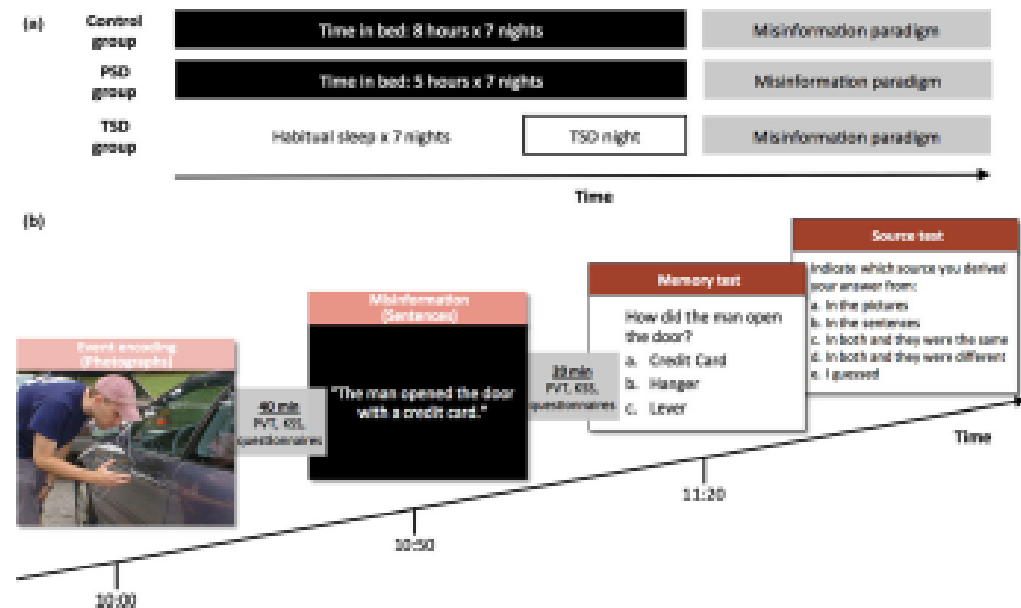 (a)
Control
group
Time in bed: 8 hours x 7 nights
Misinformation paradigm
PSD
group
Time in bed: 5 hours x 7 nights
Misinformation paradigm
TSD
group
Habitual sleep x 7 nights
TSD night
Misinformation paradigm
Time
(b)
Event encoding
(Photographs)
40 min
PVT, KSS,
questionnaires
Misinformation
(Sentences)
"The man opened the door
with a credit card."
PVT, KSS,
questionnaires
Memory test
How did the man open
the door?
a. Credit Card
b. Hanger
c. Lever
Source test
Indicate which source you derived
your answer from:
a. In the pictures
b. In the sentences
c. In both and they were the same
d. In both and they were different
e. I guessed
Time
10:00
10:50
11:20